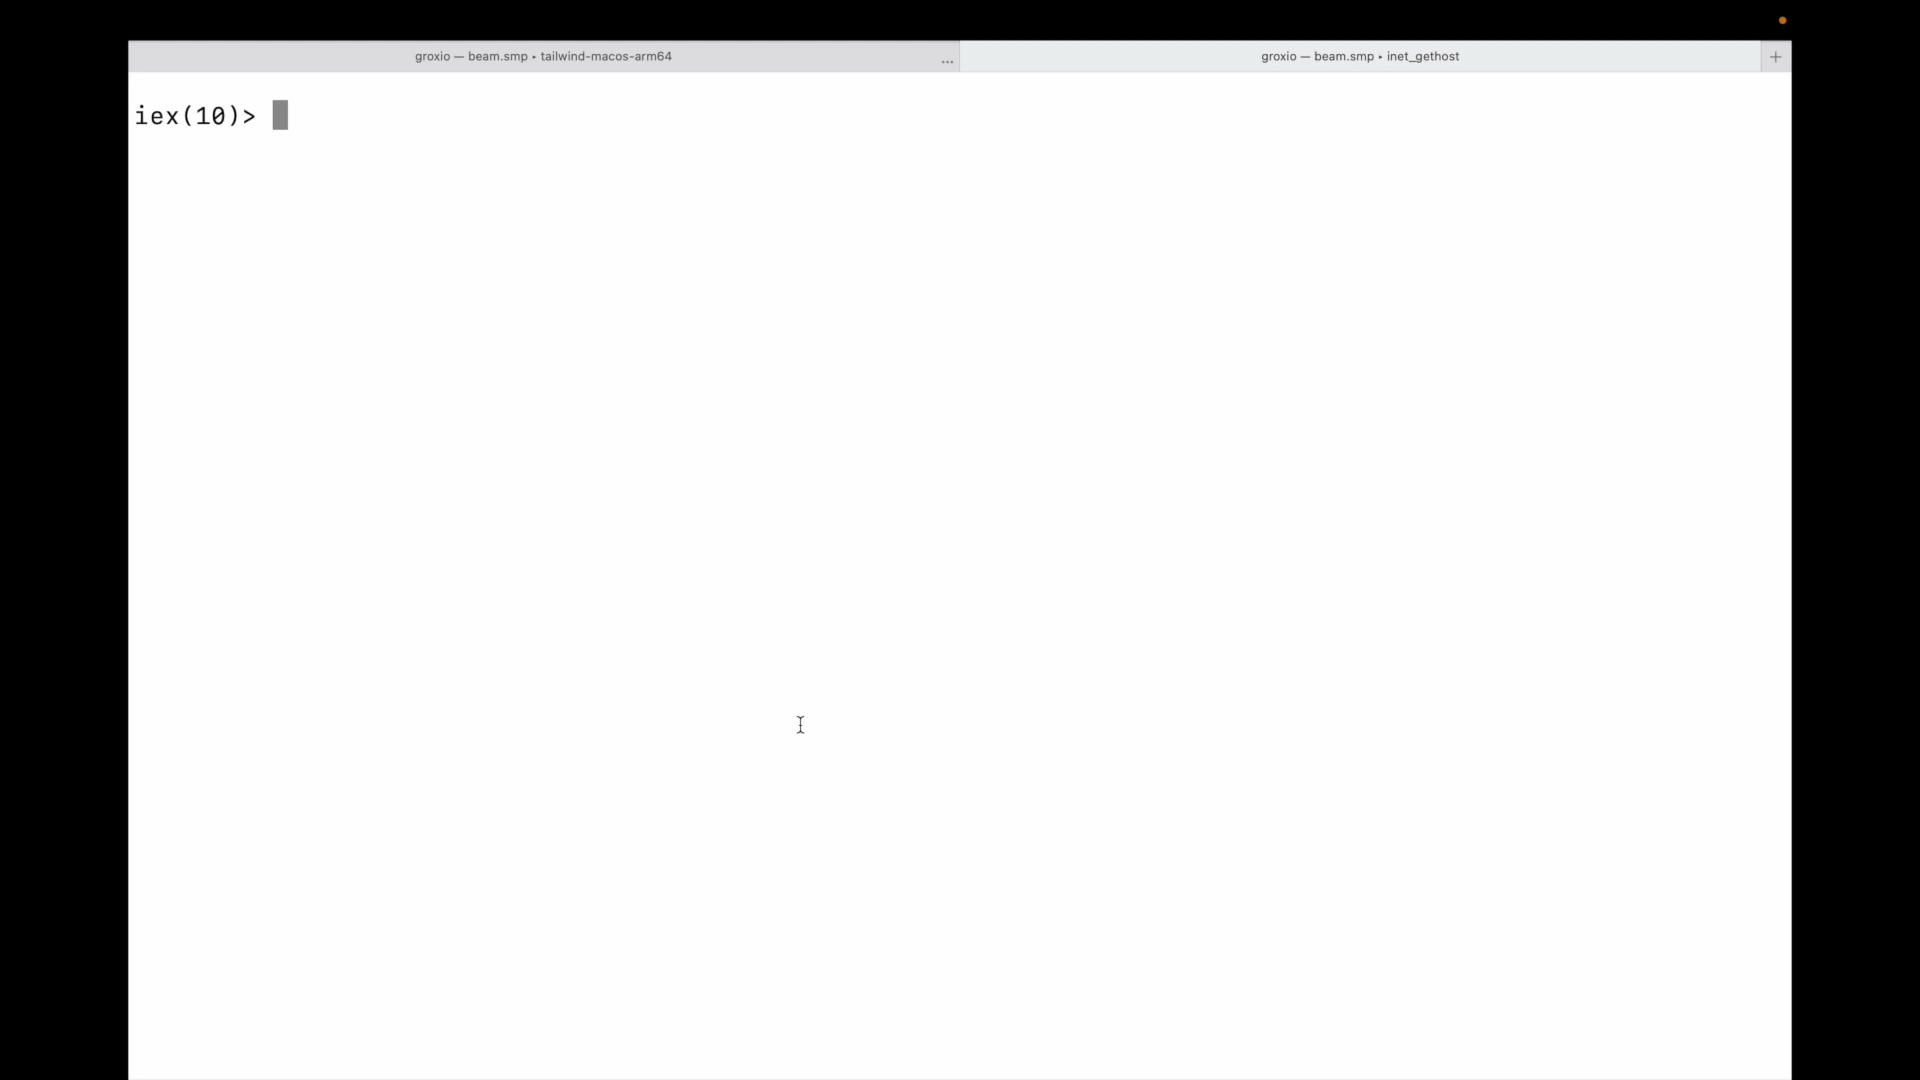 groxio — beam.smp ▸ tailwind-macos-arm64 ...
groxio — beam.smp ▸ inet_gethost +
iex(10)>